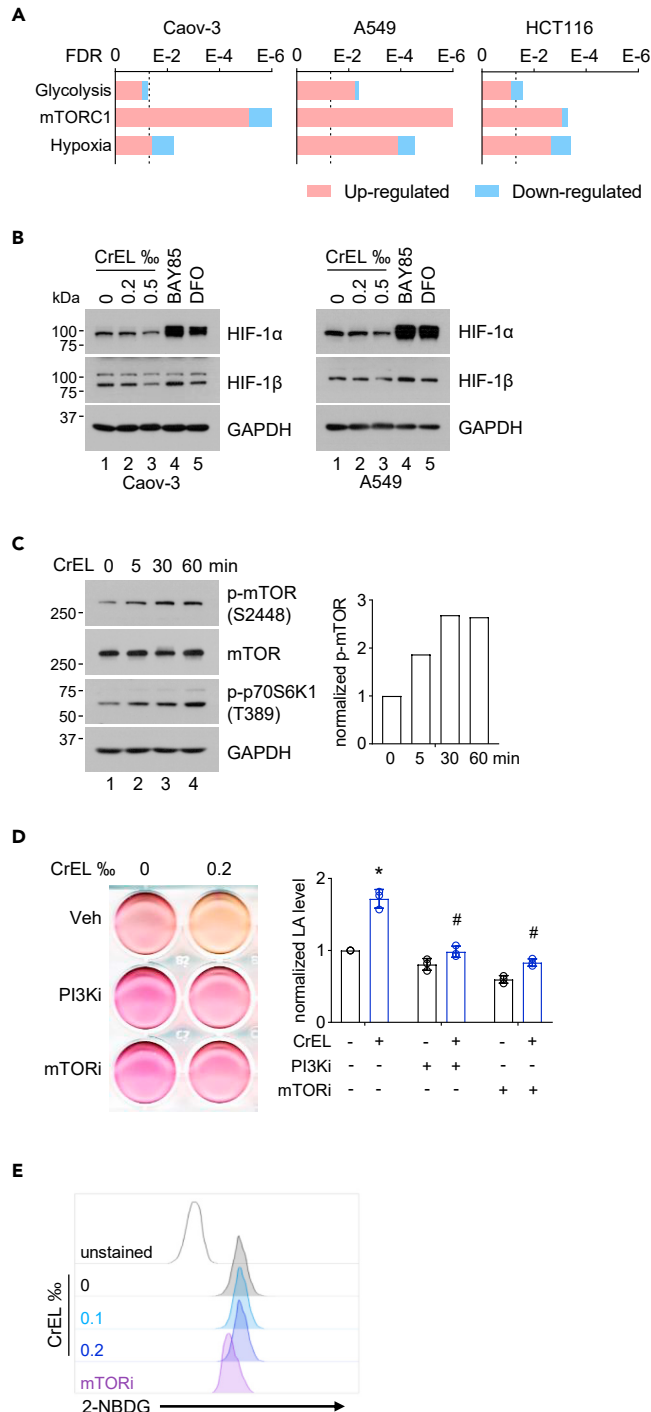 A
Caov-3 A549 HCT116
FDR 0 E-2 E-6 0 E-2 E-4 E-6 0 E-2 E-4 E-6
Glycolysis
mTORC1
Hypoxia
Up-regulated Down-regulated
B
CrEL ‰ BAY85 DFO CrEL ‰ BAY85 DFO
kDa 0 0.2 0.5 0 0.2 0.5
100 HIF-1α HIF-1α
75
100 HIF-1β HIF-1β
75
37
GAPDH GAPDH
1 2 3 4 5 1 2 3 4 5
Caov-3 A549
C
CrEL 0 5 30 60 min
250 p-mTOR
(S2448)
250 mTOR
75 p-p70S6K1
50 (T389)
37
GAPDH
1 2 3 4
normalized p-mTOR
3
2
1
0
0 5 30 60 min
D
CrEL ‰ 0 0.2
Veh
PI3Ki
mTORi
normalized LA level
2
1
0
* # #
CrEL - + - + - +
PI3Ki - - + + - -
mTORi - - - - + +
E
unstained
CrEL ‰
0
0.1
0.2
mTORi
2-NBDG